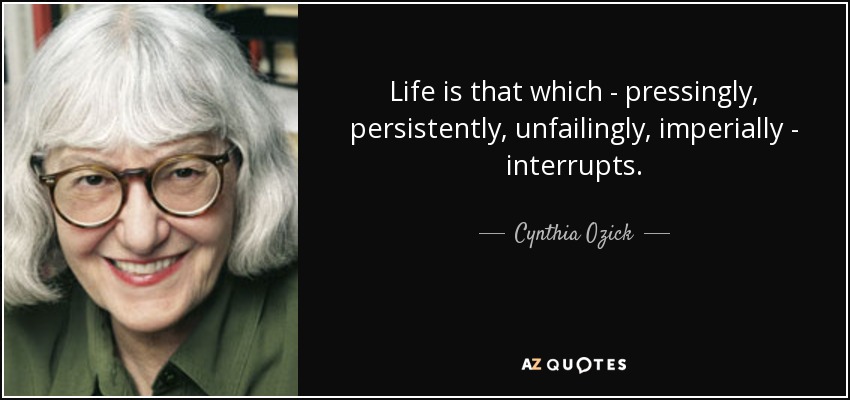 Life is that which - pressingly,
persistently, unfailingly, imperially -
interrupts.
Cynthia Ozick
AZ QUOTES